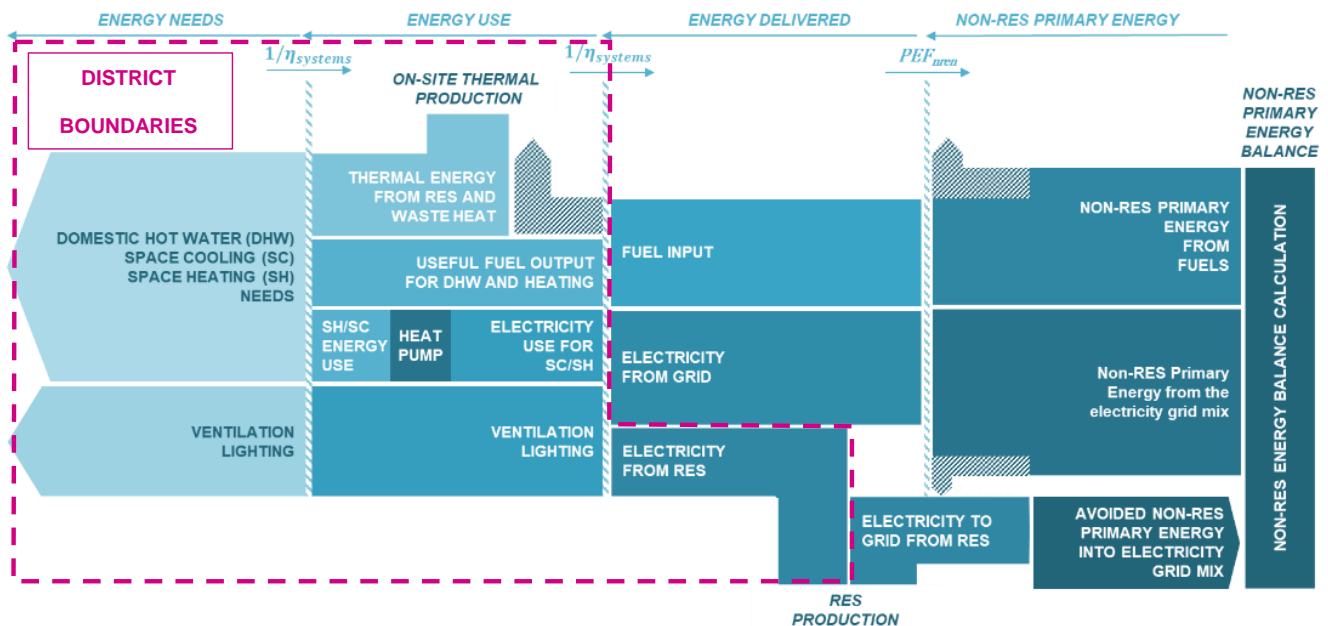 ENERGY NEEDS
ENERGY USE
ENERGY DELIVERED
NON-RES PRIMARY ENERGY
1/η_systems
1/η_systems
PEF_nren
DISTRICT
BOUNDARIES
ON-SITE THERMAL
PRODUCTION
NON-RES
PRIMARY
ENERGY
BALANCE
THERMAL ENERGY
FROM RES AND
WASTE HEAT
DOMESTIC HOT WATER (DHW)
SPACE COOLING (SC)
SPACE HEATING (SH)
NEEDS
USEFUL FUEL OUTPUT
FOR DHW AND HEATING
FUEL INPUT
NON-RES PRIMARY
ENERGY
FROM
FUELS
SH/SC
ENERGY
USE
HEAT
PUMP
ELECTRICITY
USE FOR
SC/SH
ELECTRICITY
FROM GRID
Non-RES Primary
Energy from the
electricity grid mix
VENTILATION
LIGHTING
VENTILATION
LIGHTING
ELECTRICITY
FROM RES
ELECTRICITY TO
GRID FROM RES
AVOIDED NON-RES
PRIMARY ENERGY
INTO ELECTRICITY
GRID MIX
NON-RES ENERGY BALANCE CALCULATION
RES
PRODUCTION